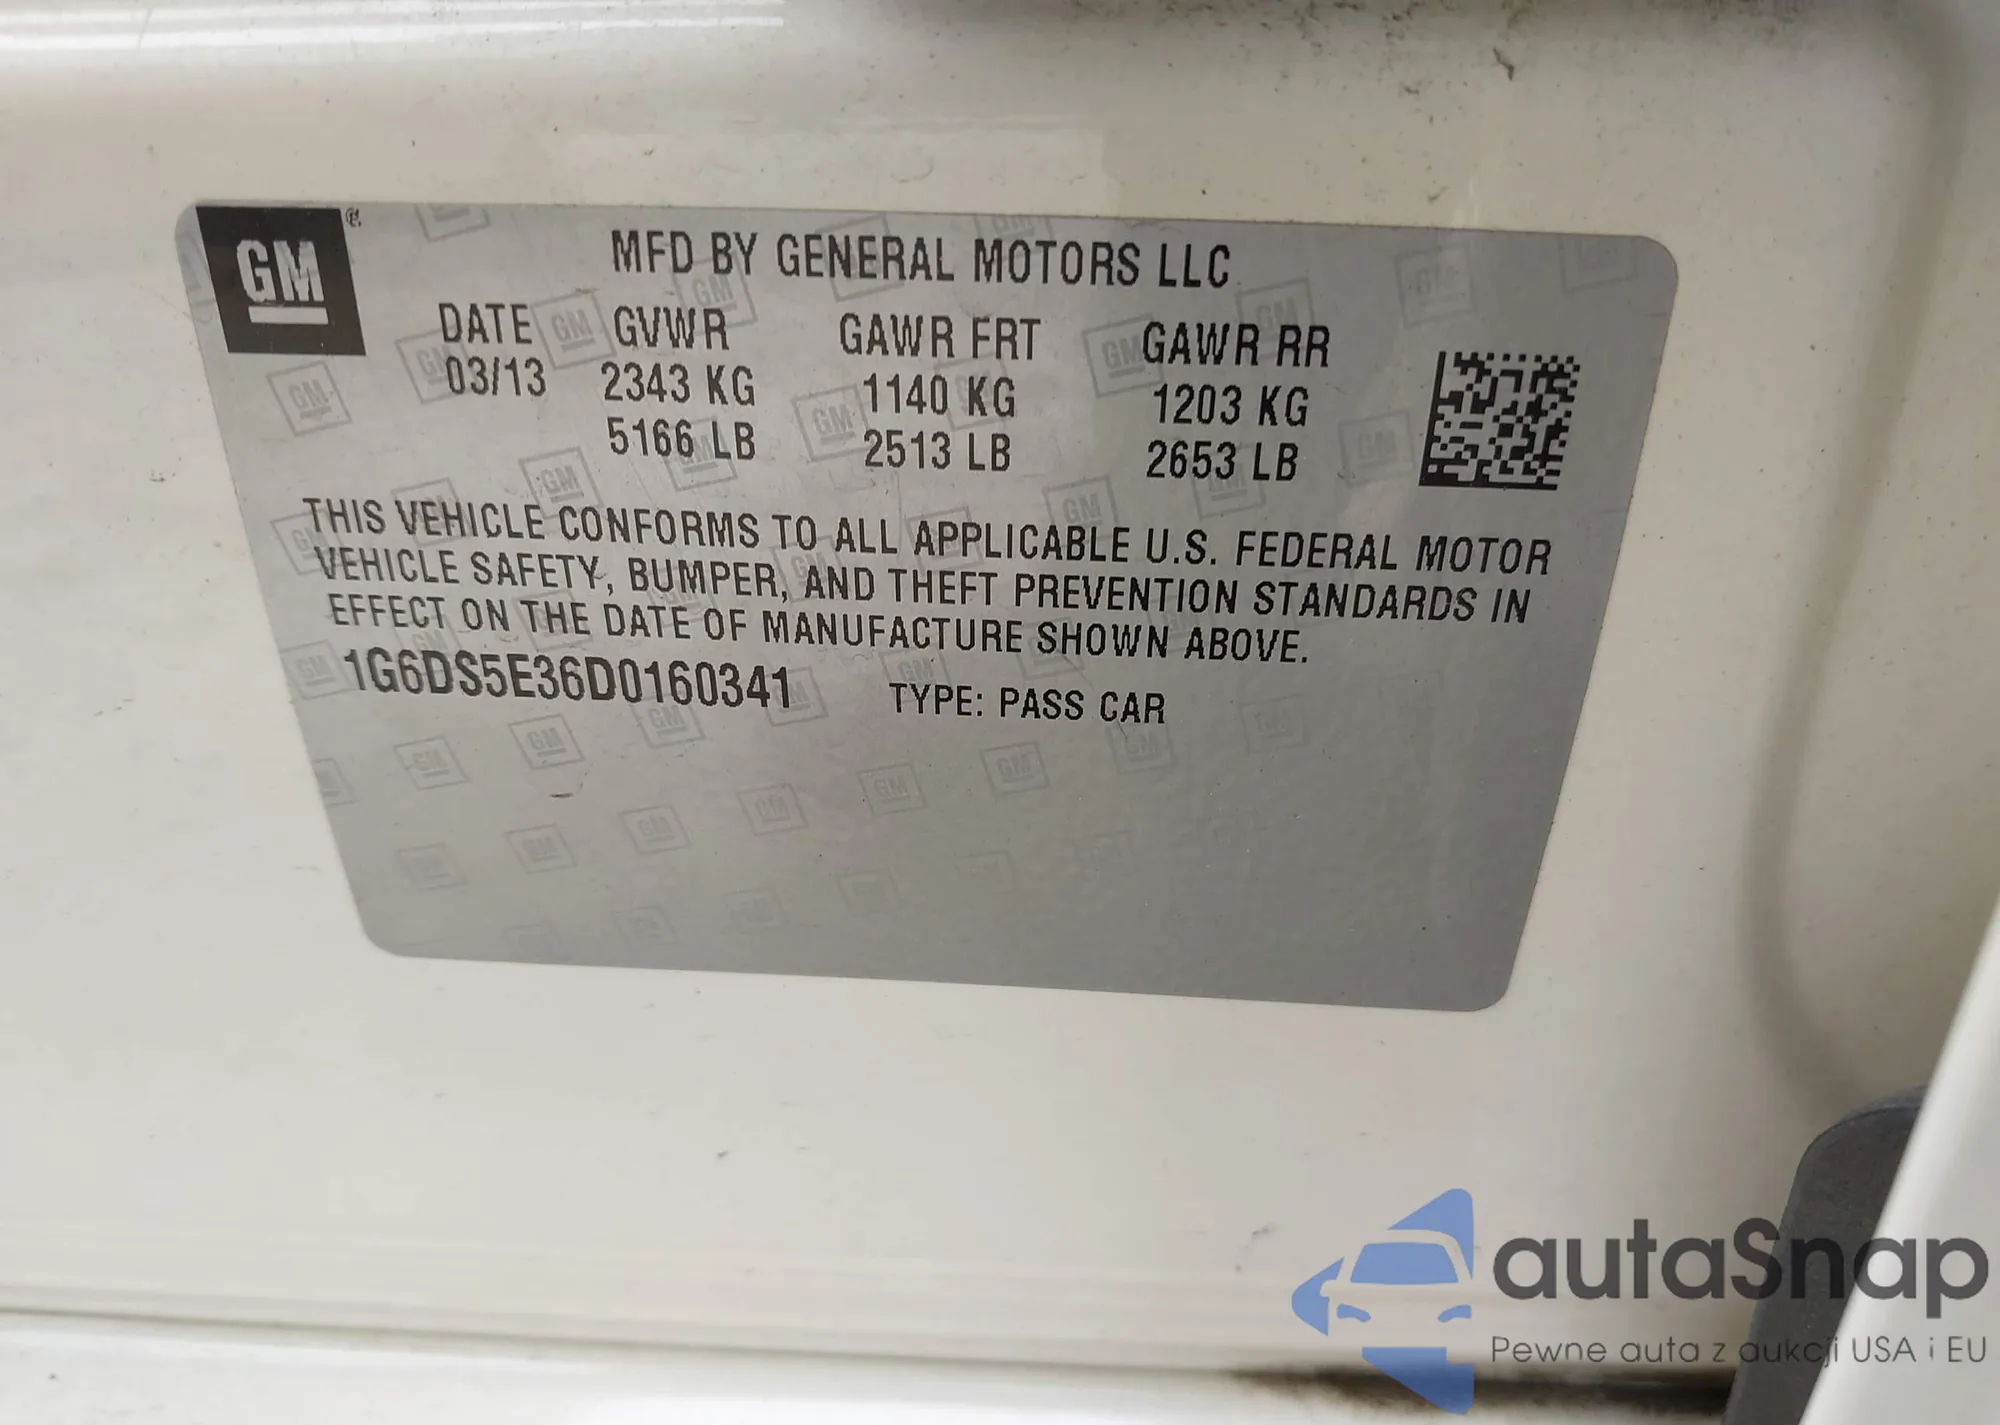 GM
MFD BY GENERAL MOTORS LLC
DATE GVWR GAWR FRT GAWR RR
03/13 2343 KG 1140 KG 1203 KG
5166 LB 2513 LB 2653 LB
THIS VEHICLE CONFORMS TO ALL APPLICABLE U.S. FEDERAL MOTOR
VEHICLE SAFETY, BUMPER, AND THEFT PREVENTION STANDARDS IN
EFFECT ON THE DATE OF MANUFACTURE SHOWN ABOVE.
1G6DS5E36D0160341 TYPE: PASS CAR
autaSnap
Pewne auta z aukcji USA i EU